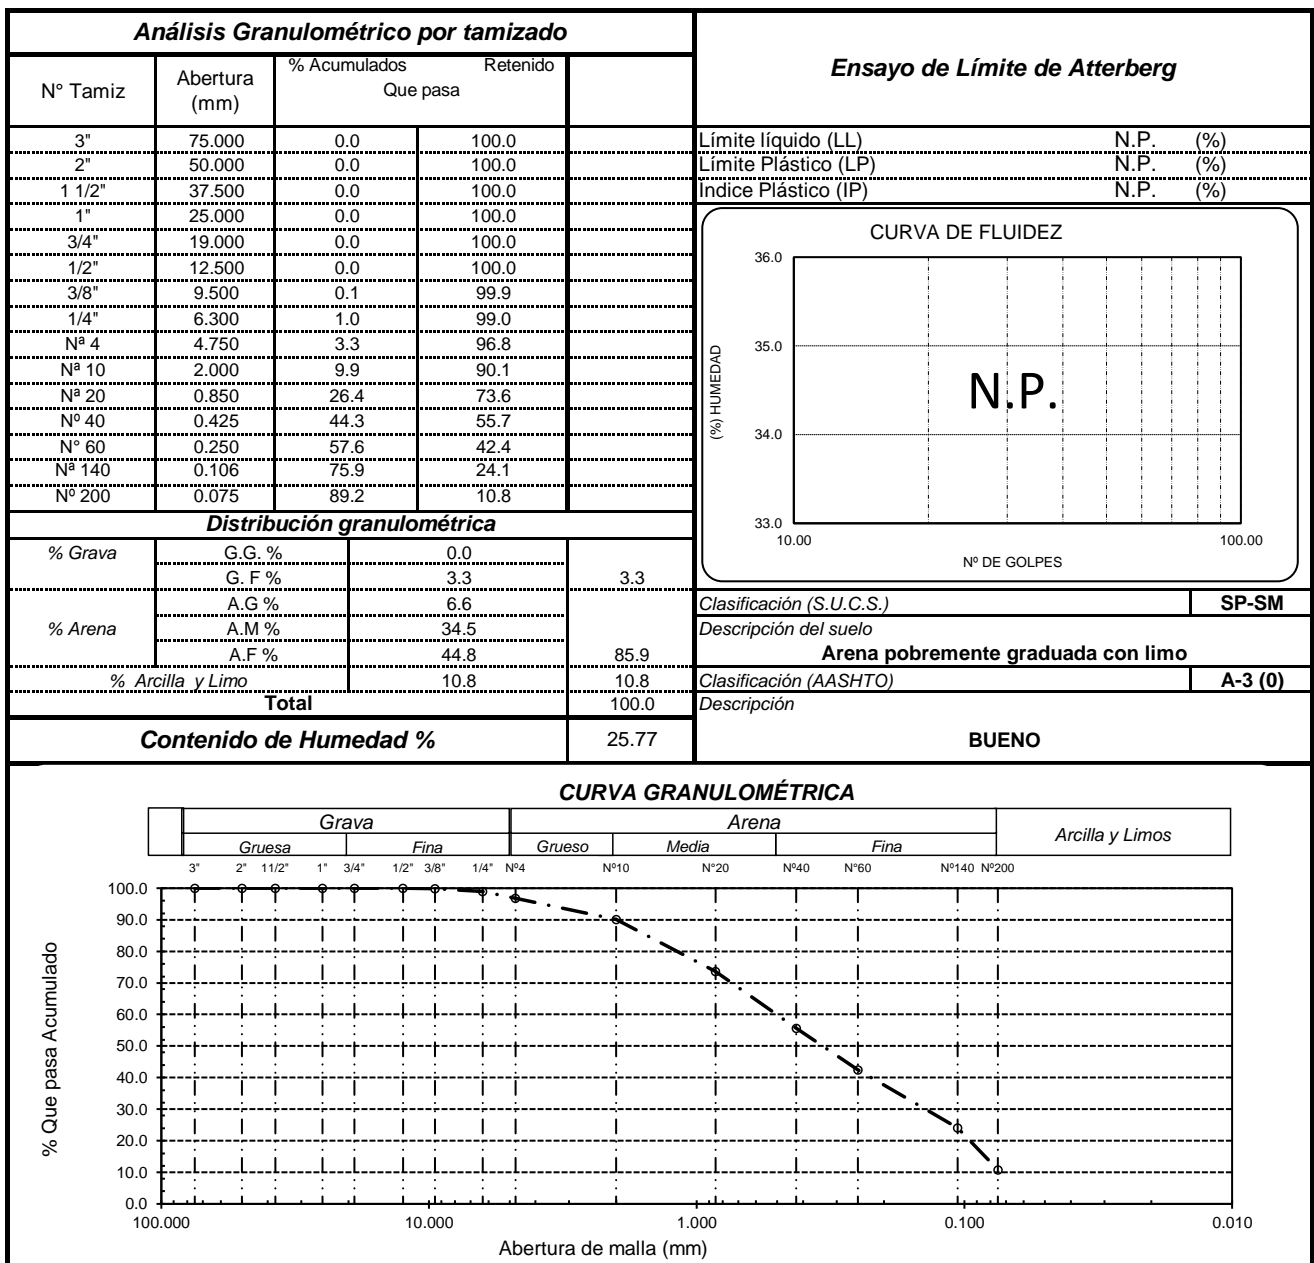 Análisis Granulométrico por tamizado
N° Tamiz Abertura (mm) % Acumulados Retenido Que pasa
3" 75.000 0.0 100.0
2" 50.000 0.0 100.0
1 1/2" 37.500 0.0 100.0
1" 25.000 0.0 100.0
3/4" 19.000 0.0 100.0
1/2" 12.500 0.0 100.0
3/8" 9.500 0.1 99.9
1/4" 6.300 1.0 99.0
Nª 4 4.750 3.3 96.8
Nª 10 2.000 9.9 90.1
Nª 20 0.850 26.4 73.6
Nº 40 0.425 44.3 55.7
N° 60 0.250 57.6 42.4
Nª 140 0.106 75.9 24.1
Nº 200 0.075 89.2 10.8
Distribución granulométrica
% Grava G.G. % 0.0
G. F % 3.3 3.3
A.G % 6.6
% Arena A.M % 34.5
A.F % 44.8 85.9
% Arcilla y Limo 10.8 10.8
Total 100.0
Contenido de Humedad % 25.77
Ensayo de Límite de Atterberg
Límite líquido (LL) N.P. (%)
Límite Plástico (LP) N.P. (%)
Indice Plástico (IP) N.P. (%)
CURVA DE FLUIDEZ
36.0
35.0
34.0
33.0
(%) HUMEDAD
N.P.
10.00 100.00
Nº DE GOLPES
Clasificación (S.U.C.S.) SP-SM
Descripción del suelo
Arena pobremente graduada con limo
Clasificación (AASHTO) A-3 (0)
Descripción
BUENO
CURVA GRANULOMÉTRICA
Grava Arena Arcilla y Limos
Gruesa Fina Grueso Media Fina
3" 2" 11/2" 1" 3/4" 1/2" 3/8" 1/4" Nº4 N°10 N°20 N°40 N°60 N°140 Nº200
100.0
90.0
80.0
70.0
60.0
50.0
40.0
30.0
20.0
10.0
0.0
% Que pasa Acumulado
100.000 10.000 1.000 0.100 0.010
Abertura de malla (mm)